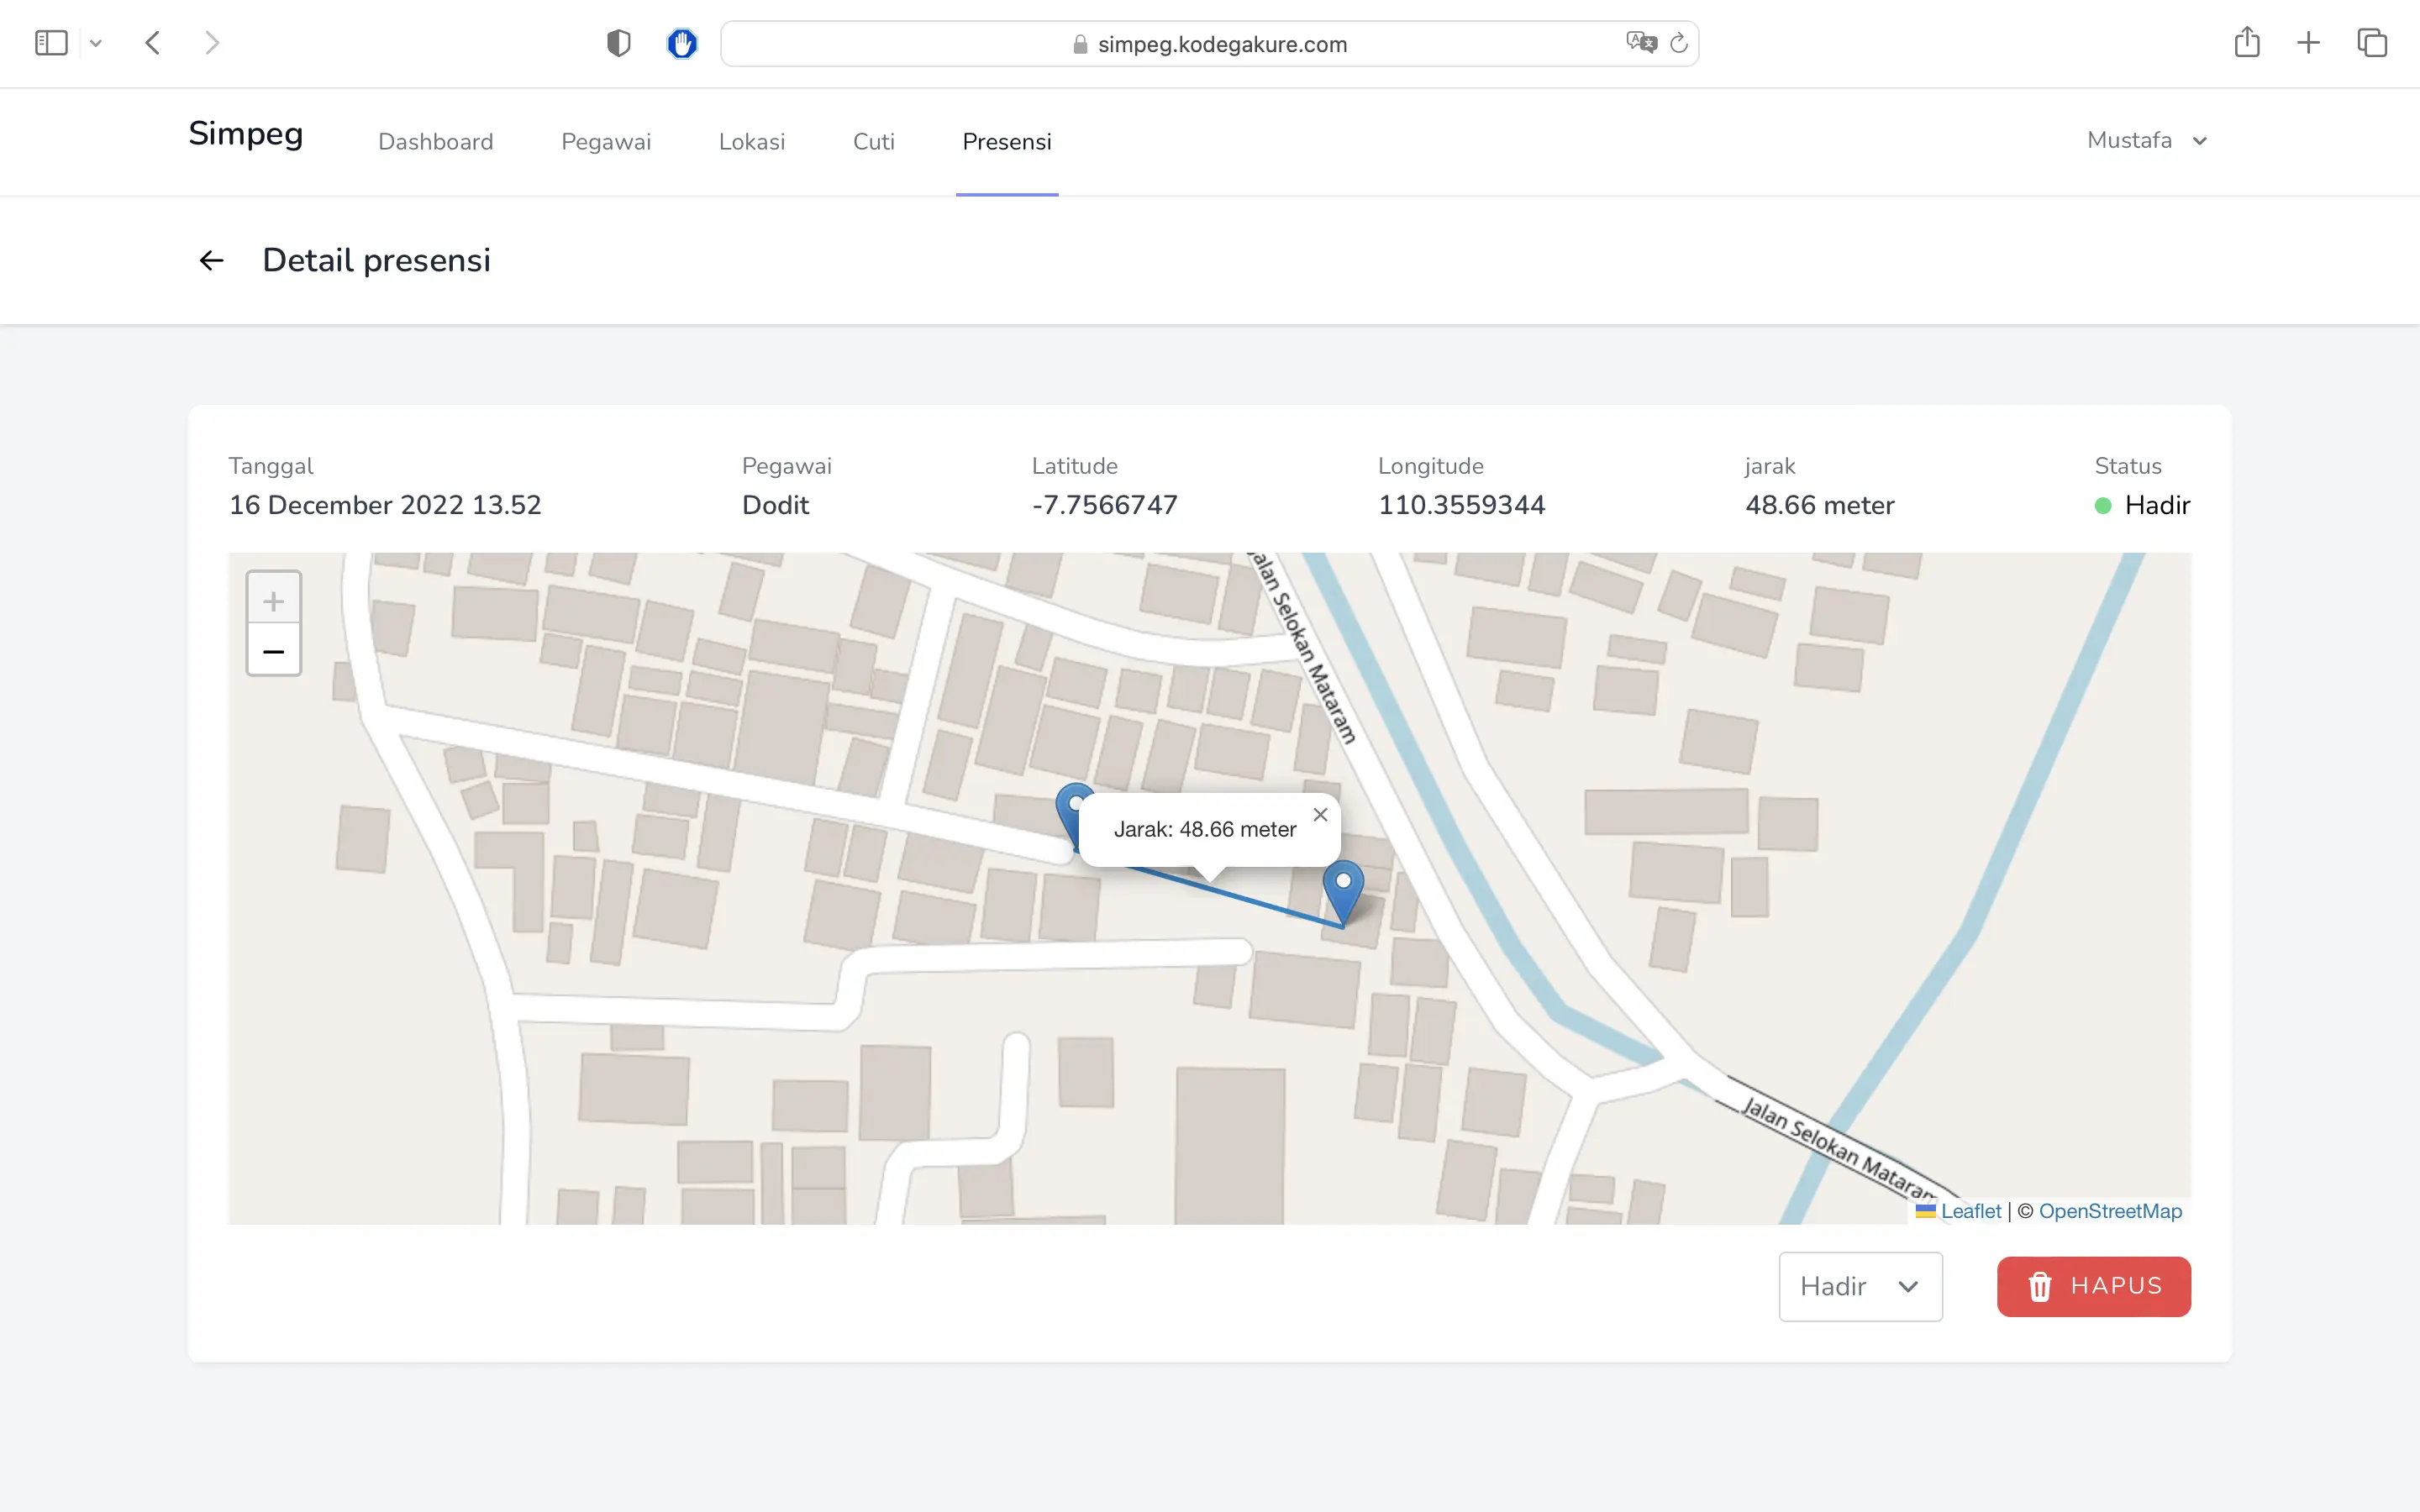 simpeg.kodegakure.com
Simpeg
Dashboard
Pegawai
Lokasi
Cuti
Presensi
Mustafa
Detail presensi
Tanggal
16 December 2022 13.52
Pegawai
Dodit
Latitude
-7.7566747
Longitude
110.3559344
jarak
48.66 meter
Status
Hadir
+
−
Jalan Selokan Mataram
Jarak: 48.66 meter
×
Jalan Selokan Mataram
Leaflet | © OpenStreetMap
Hadir
HAPUS